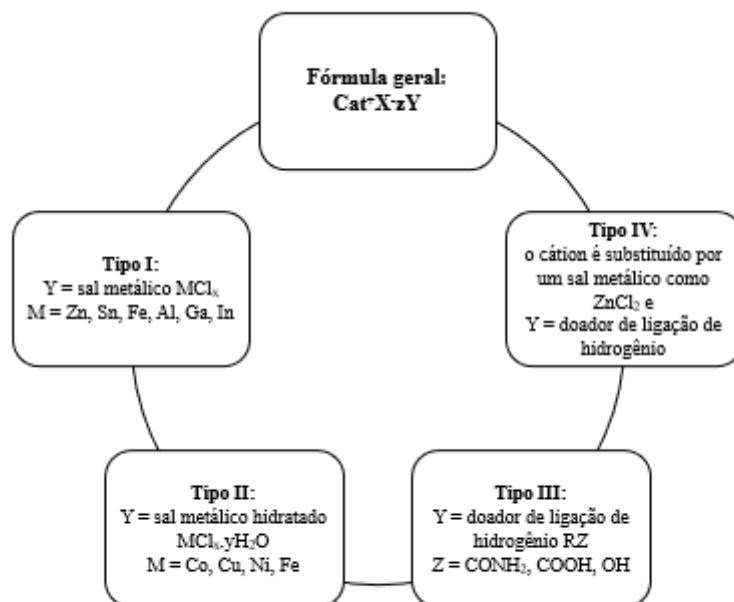 Fórmula geral:
Cat⁺X⁻zY
Tipo I:
Y = sal metálico MClₓ
M = Zn, Sn, Fe, Al, Ga, In
Tipo IV:
o cátion é substituído por
um sal metálico como
ZnCl₂ e
Y = doador de ligação de
hidrogênio
Tipo II:
Y = sal metálico hidratado
MClₓ.yH₂O
M = Co, Cu, Ni, Fe
Tipo III:
Y = doador de ligação de
hidrogênio RZ
Z = CONH₂, COOH, OH